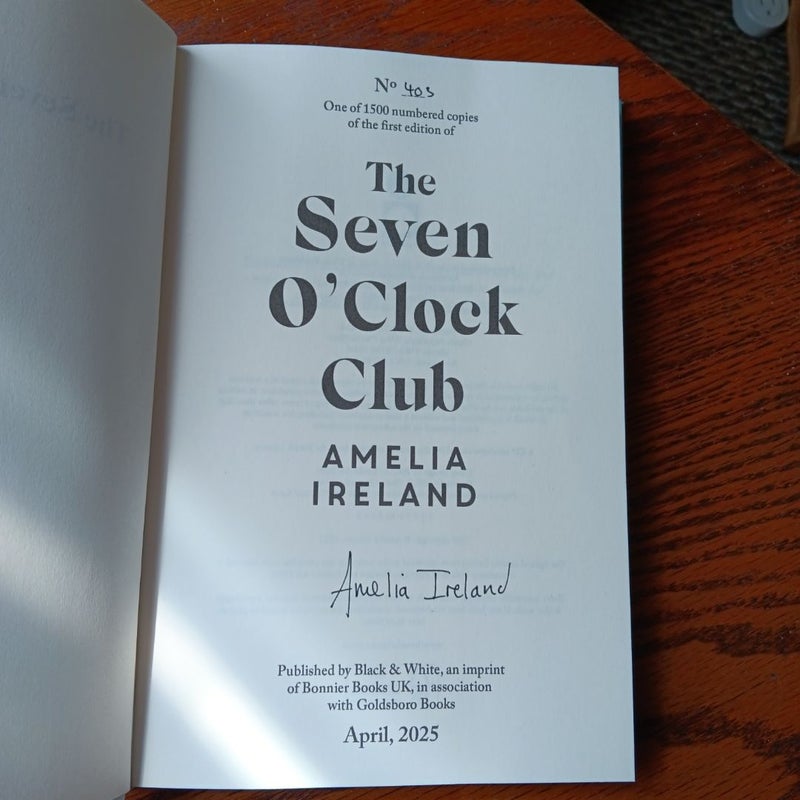 Nº 403
One of 1500 numbered copies
of the first edition of
The
Seven
O'Clock
Club
AMELIA
IRELAND
Amelia Ireland
Published by Black & White, an imprint
of Bonnier Books UK, in association
with Goldsboro Books
April, 2025